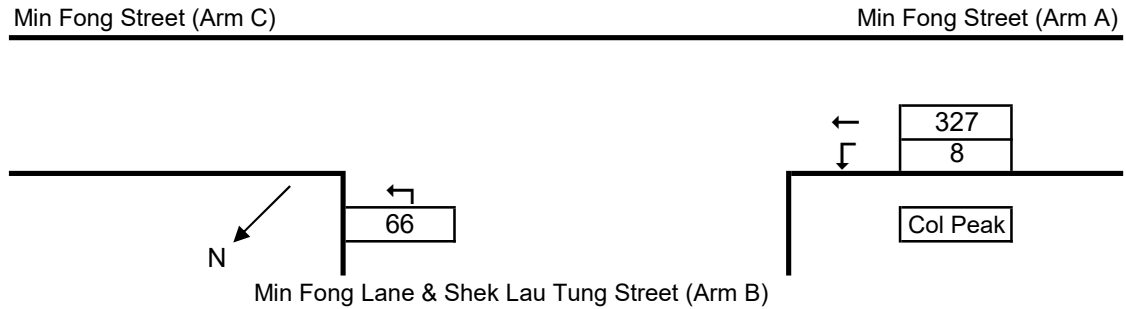 Min Fong Street (Arm C)
Min Fong Street (Arm A)
327
8
66
Col Peak
N
Min Fong Lane & Shek Lau Tung Street (Arm B)